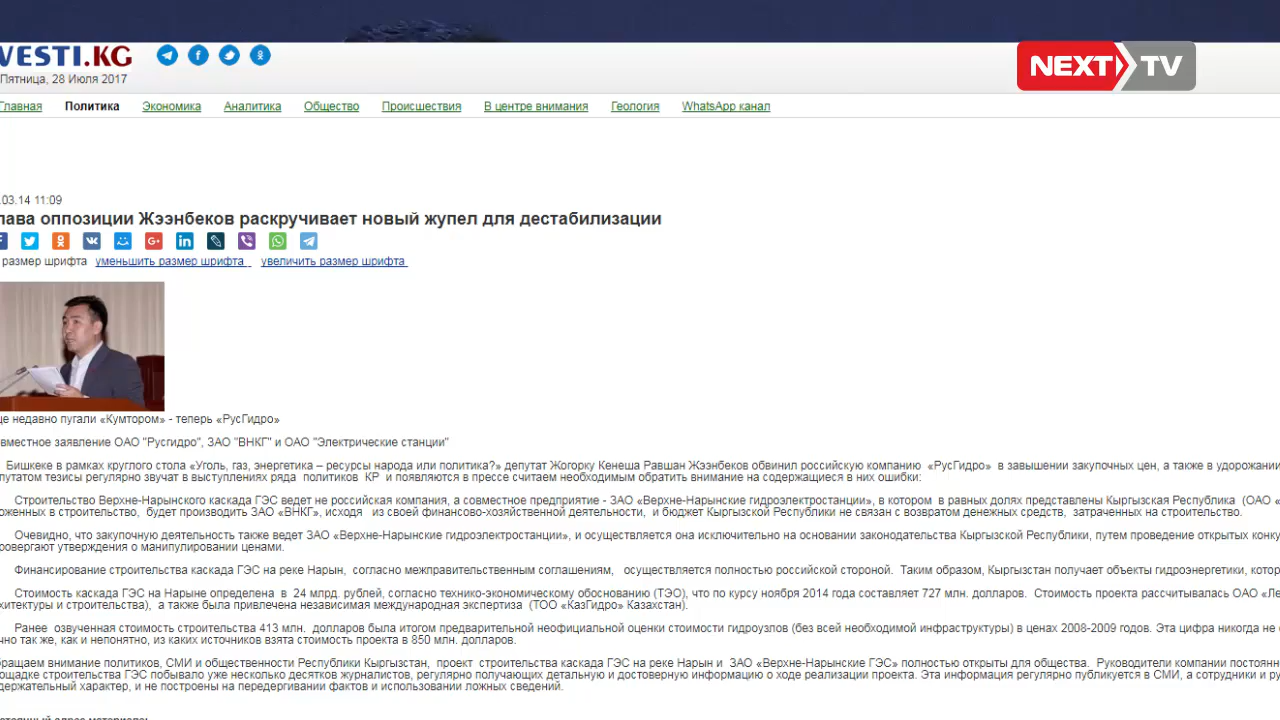 VESTI.KG
NEXT TV
Пятница, 28 Июля 2017
Главная Политика Экономика Аналитика Общество Происшествия В центре внимания Геология WhatsApp канал
.03.14 11:09
лава оппозиции Жээнбеков раскручивает новый жупел для дестабилизации
размер шрифта уменьшить размер шрифта увеличить размер шрифта
ще недавно пугали «Кумтором» - теперь «РусГидро»
вместное заявление ОАО "Русгидро", ЗАО "ВНКГ" и ОАО "Электрические станции"
Бишкеке в рамках круглого стола «Уголь, газ, энергетика – ресурсы народа или политика?» депутат Жогорку Кенеша Равшан Жээнбеков обвинил российскую компанию «РусГидро» в завышении закупочных цен, а также в удорожании
путатом тезисы регулярно звучат в выступлениях ряда политиков КР и появляются в прессе считаем необходимым обратить внимание на содержащиеся в них ошибки:
Строительство Верхне-Нарынского каскада ГЭС ведет не российская компания, а совместное предприятие - ЗАО «Верхне-Нарынские гидроэлектростанции», в котором в равных долях представлены Кыргызская Республика (ОАО «
оженных в строительство, будет производить ЗАО «ВНКГ», исходя из своей финансово-хозяйственной деятельности, и бюджет Кыргызской Республики не связан с возвратом денежных средств, затраченных на строительство.
Очевидно, что закупочную деятельность также ведет ЗАО «Верхне-Нарынские гидроэлектростанции», и осуществляется она исключительно на основании законодательства Кыргызской Республики, путем проведение открытых конку
ровергают утверждения о манипулировании ценами.
Финансирование строительства каскада ГЭС на реке Нарын, согласно межправительственным соглашениям, осуществляется полностью российской стороной. Таким образом, Кыргызстан получает объекты гидроэнергетики, котор
Стоимость каскада ГЭС на Нарыне определена в 24 млрд. рублей, согласно технико-экономическому обоснованию (ТЭО), что по курсу ноября 2014 года составляет 727 млн. долларов. Стоимость проекта рассчитывалась ОАО «Ле
хитектуры и строительства), а также была привлечена независимая международная экспертиза (ТОО «КазГидро» Казахстан).
Ранее озвученная стоимость строительства 413 млн. долларов была итогом предварительной неофициальной оценки стоимости гидроузлов (без всей необходимой инфраструктуры) в ценах 2008-2009 годов. Эта цифра никогда не
чно так же, как и непонятно, из каких источников взята стоимость проекта в 850 млн. долларов.
ращаем внимание политиков, СМИ и общественности Республики Кыргызстан, проект строительства каскада ГЭС на реке Нарын и ЗАО «Верхне-Нарынские ГЭС» полностью открыты для общества. Руководители компании постоянн
ощадке строительства ГЭС побывало уже несколько десятков журналистов, регулярно получающих детальную и достоверную информацию о ходе реализации проекта. Эта информация регулярно публикуется в СМИ, а сотрудники и ру
держательный характер, и не построены на передергивании фактов и использовании ложных сведений.